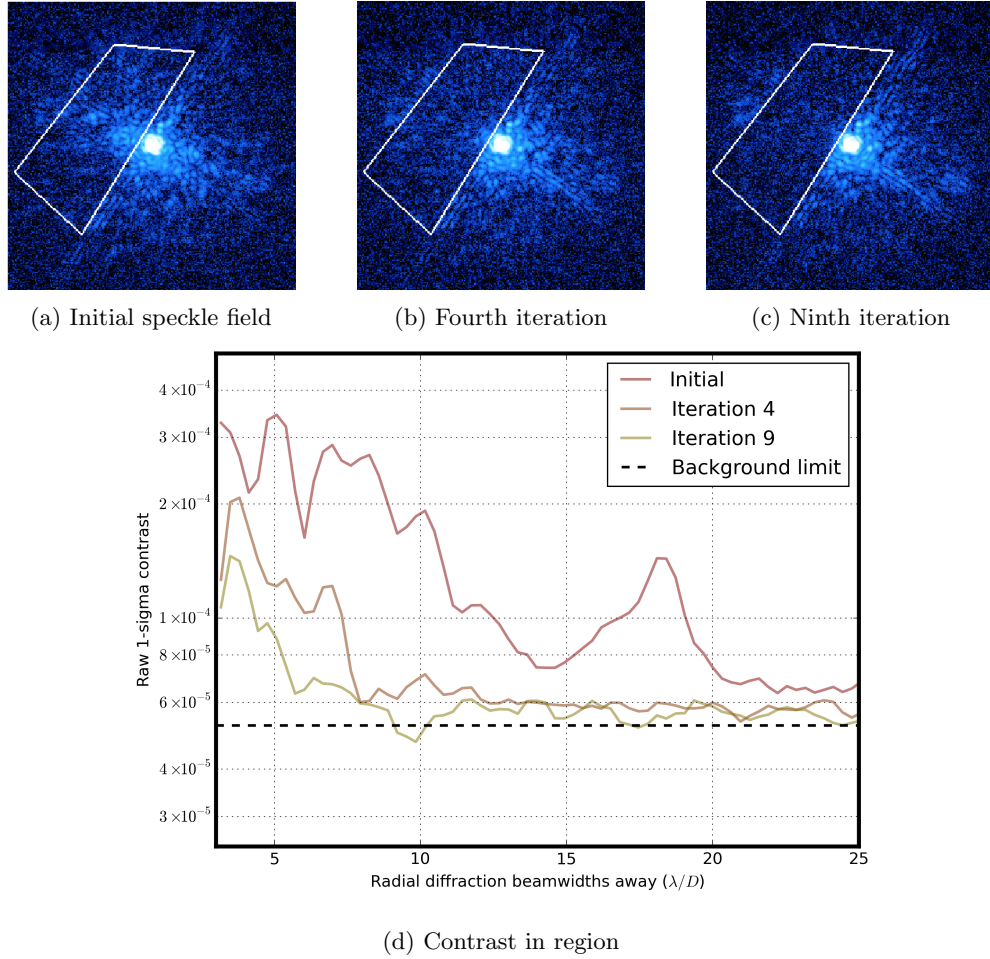 (a) Initial speckle field
(b) Fourth iteration
(c) Ninth iteration
Raw 1-sigma contrast
4×10⁻⁴
3×10⁻⁴
2×10⁻⁴
1×10⁻⁴
8×10⁻⁵
6×10⁻⁵
4×10⁻⁵
3×10⁻⁵
Initial
Iteration 4
Iteration 9
Background limit
5 10 15 20 25
Radial diffraction beamwidths away (λ/D)
(d) Contrast in region